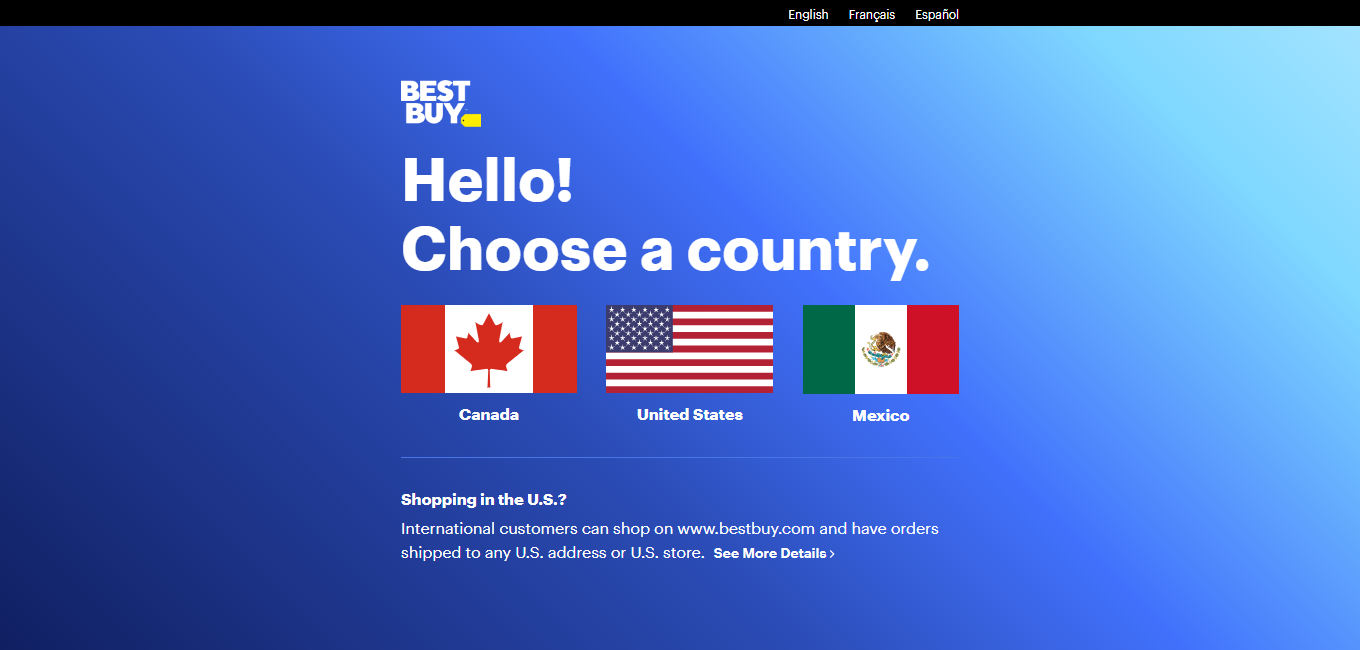 English Français Español
BEST
BUY
Hello!
Choose a country.
Canada United States Mexico
Shopping in the U.S.?
International customers can shop on www.bestbuy.com and have orders
shipped to any U.S. address or U.S. store. See More Details ›